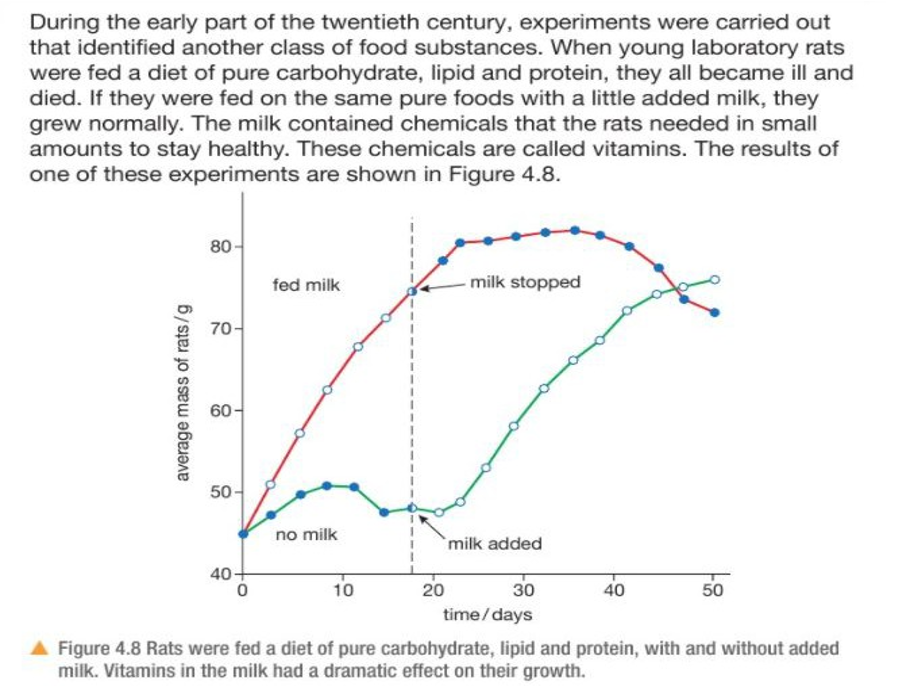 During the early part of the twentieth century, experiments were carried out
that identified another class of food substances. When young laboratory rats
were fed a diet of pure carbohydrate, lipid and protein, they all became ill and
died. If they were fed on the same pure foods with a little added milk, they
grew normally. The milk contained chemicals that the rats needed in small
amounts to stay healthy. These chemicals are called vitamins. The results of
one of these experiments are shown in Figure 4.8.
80
fed milk
milk stopped
70
average mass of rats/g
60
50
no milk
milk added
40
0 10 20 30 40 50
time/days
Figure 4.8 Rats were fed a diet of pure carbohydrate, lipid and protein, with and without added
milk. Vitamins in the milk had a dramatic effect on their growth.